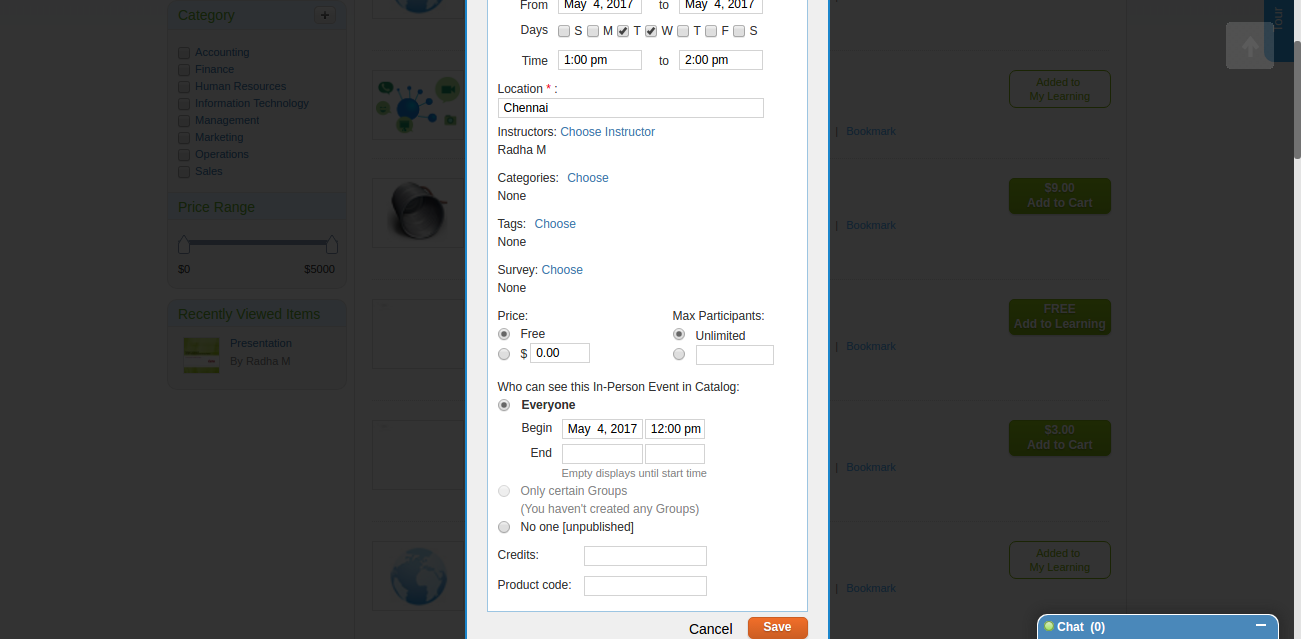 Category +
Accounting
Finance
Human Resources
Information Technology
Management
Marketing
Operations
Sales
Price Range
$0 $5000
Recently Viewed Items
Presentation
By Radha M
From May 4, 2017 to May 4, 2017
Days S M T W T F S
Time 1:00 pm to 2:00 pm
Location * :
Chennai
Instructors: Choose Instructor
Radha M
Categories: Choose
None
Tags: Choose
None
Survey: Choose
None
Price: Max Participants:
Free Unlimited
$ 0.00
Who can see this In-Person Event in Catalog:
Everyone
Begin May 4, 2017 12:00 pm
End
Empty displays until start time
Only certain Groups
(You haven't created any Groups)
No one [unpublished]
Credits:
Product code:
Cancel Save
Tour
Added to
My Learning
| Bookmark
$9.00
Add to Cart
| Bookmark
FREE
Add to Learning
| Bookmark
$3.00
Add to Cart
| Bookmark
Added to
My Learning
| Bookmark
Chat (0)